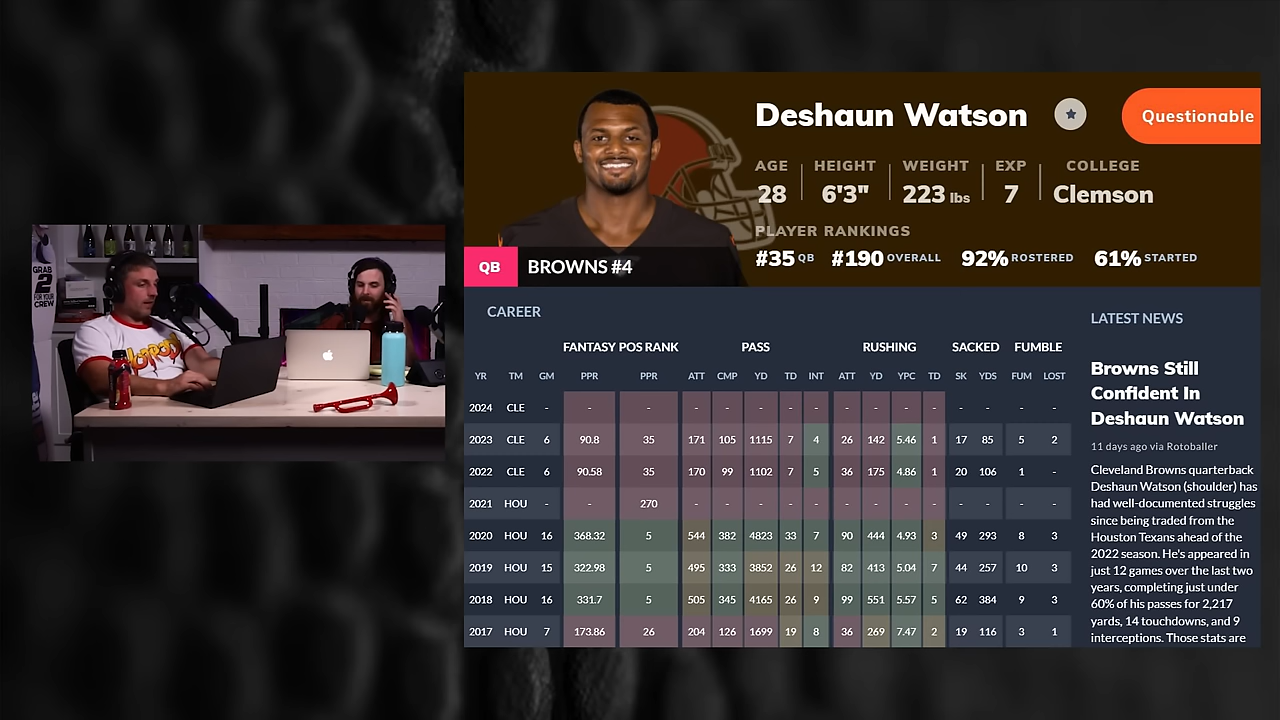 GRAB
2
FOR YOUR
CREW
Deshaun Watson
Questionable
AGE HEIGHT WEIGHT EXP COLLEGE
28 6'3" 223 lbs 7 Clemson
PLAYER RANKINGS
#35 QB #190 OVERALL 92% ROSTERED 61% STARTED
QB BROWNS #4
CAREER
FANTASY POS RANK PASS RUSHING SACKED FUMBLE
YR TM GM PPR PPR ATT CMP YD TD INT ATT YD YPC TD SK YDS FUM LOST
2024 CLE - - - - - - - - - - - - - - - -
2023 CLE 6 90.8 35 171 105 1115 7 4 26 142 5.46 1 17 85 5 2
2022 CLE 6 90.58 35 170 99 1102 7 5 36 175 4.86 1 20 106 1 -
2021 HOU - - 270 - - - - - - - - - - - - -
2020 HOU 16 368.32 5 544 382 4823 33 7 90 444 4.93 3 49 293 8 3
2019 HOU 15 322.98 5 495 333 3852 26 12 82 413 5.04 7 44 257 10 3
2018 HOU 16 331.7 5 505 345 4165 26 9 99 551 5.57 5 62 384 9 3
2017 HOU 7 173.86 26 204 126 1699 19 8 36 269 7.47 2 19 116 3 1
LATEST NEWS
Browns Still
Confident In
Deshaun Watson
11 days ago via Rotoballer
Cleveland Browns quarterback
Deshaun Watson (shoulder) has
had well-documented struggles
since being traded from the
Houston Texans ahead of the
2022 season. He's appeared in
just 12 games over the last two
years, completing just under
60% of his passes for 2,217
yards, 14 touchdowns, and 9
interceptions. Those stats are